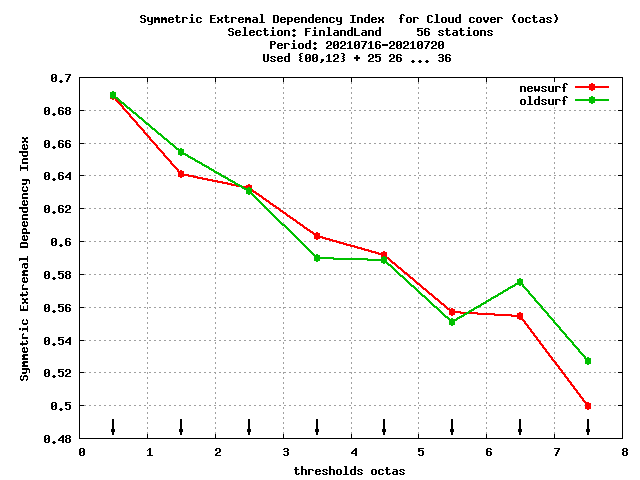 Symmetric Extremal Dependency Index  for Cloud cover (octas)
Selection: FinlandLand     56 stations
Period: 20210716-20210720
Used {00,12} + 25 26 ... 36
newsurf
oldsurf
Symmetric Extremal Dependency Index
0.7
0.68
0.66
0.64
0.62
0.6
0.58
0.56
0.54
0.52
0.5
0.48
0 1 2 3 4 5 6 7 8
thresholds octas